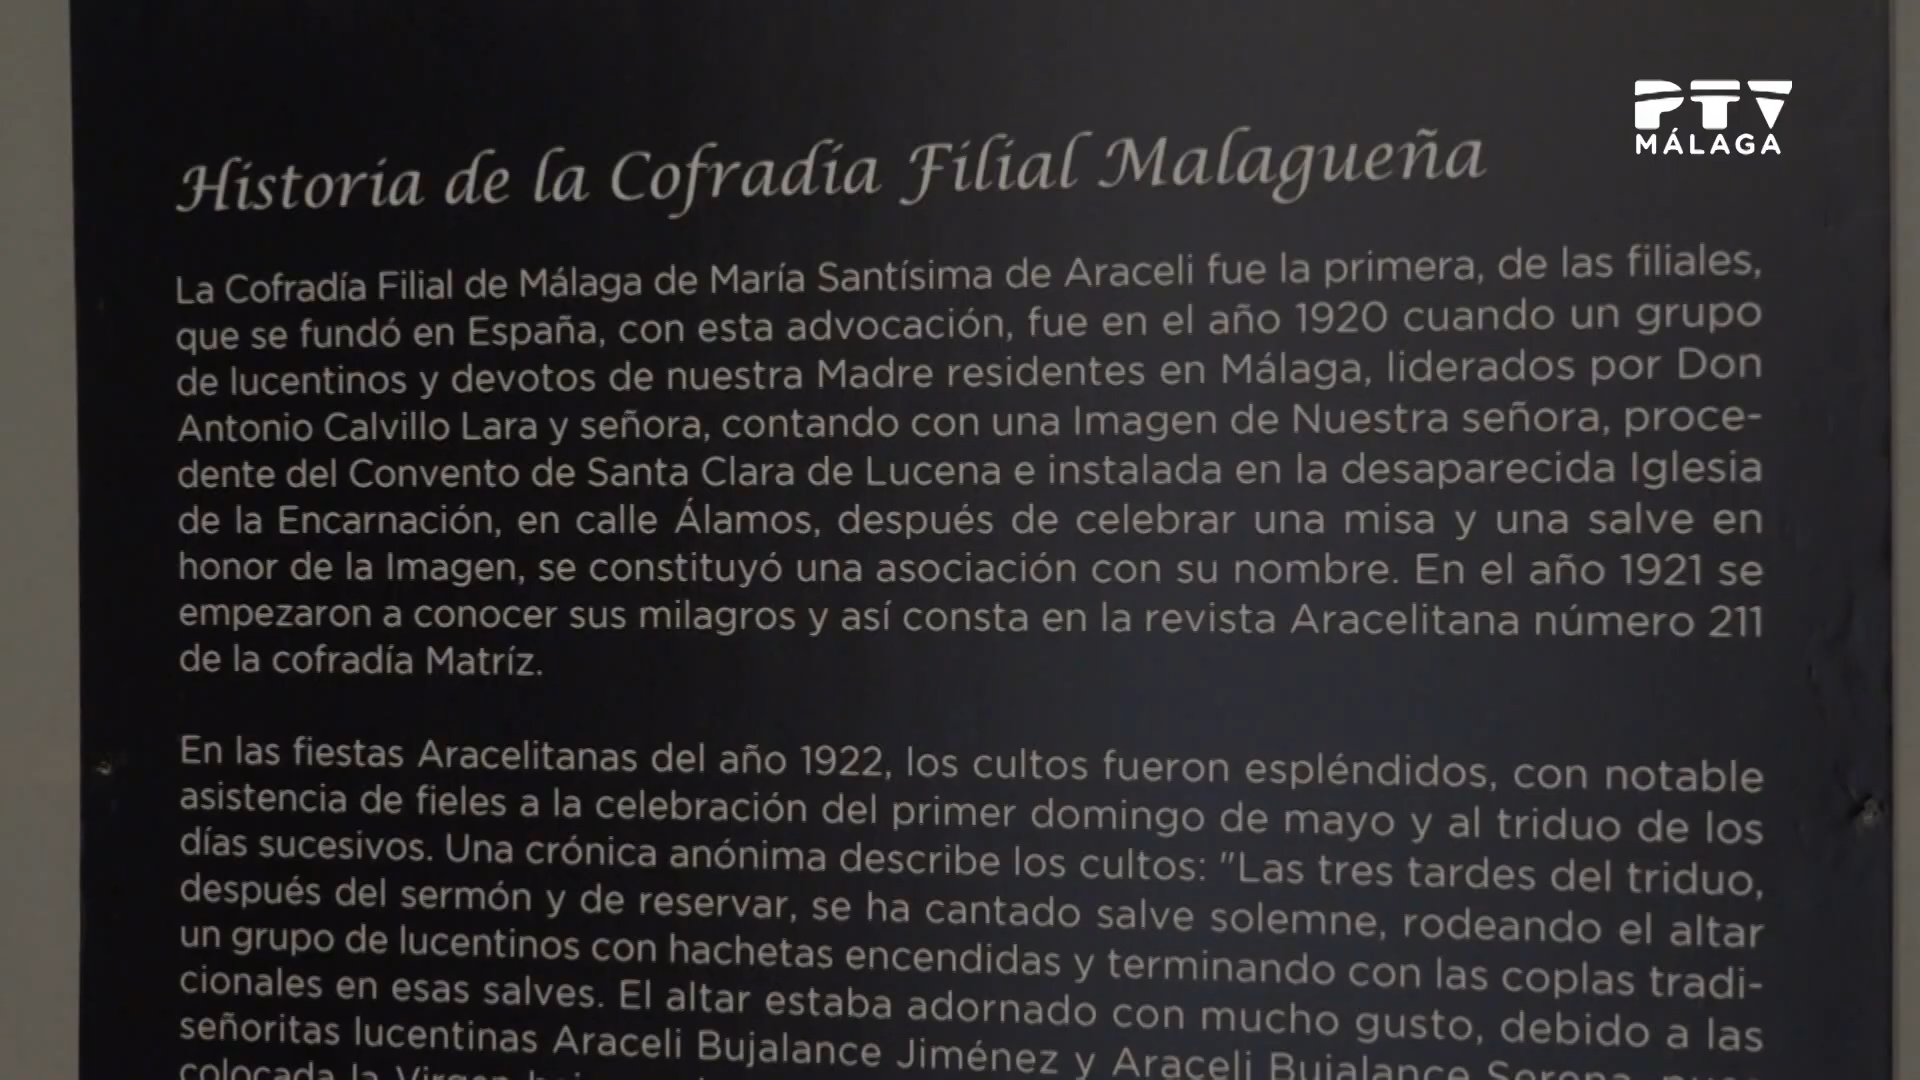 PTV
MÁLAGA
Historia de la Cofradía Filial Malagueña
La Cofradía Filial de Málaga de María Santísima de Araceli fue la primera, de las filiales,
que se fundó en España, con esta advocación, fue en el año 1920 cuando un grupo
de lucentinos y devotos de nuestra Madre residentes en Málaga, liderados por Don
Antonio Calvillo Lara y señora, contando con una Imagen de Nuestra señora, proce-
dente del Convento de Santa Clara de Lucena e instalada en la desaparecida Iglesia
de la Encarnación, en calle Álamos, después de celebrar una misa y una salve en
honor de la Imagen, se constituyó una asociación con su nombre. En el año 1921 se
empezaron a conocer sus milagros y así consta en la revista Aracelitana número 211
de la cofradía Matríz.
En las fiestas Aracelitanas del año 1922, los cultos fueron espléndidos, con notable
asistencia de fieles a la celebración del primer domingo de mayo y al triduo de los
días sucesivos. Una crónica anónima describe los cultos: "Las tres tardes del triduo,
después del sermón y de reservar, se ha cantado salve solemne, rodeando el altar
un grupo de lucentinos con hachetas encendidas y terminando con las coplas tradi-
cionales en esas salves. El altar estaba adornado con mucho gusto, debido a las
señoritas lucentinas Araceli Bujalance Jiménez y Araceli Bujalance
colocada la Virgen